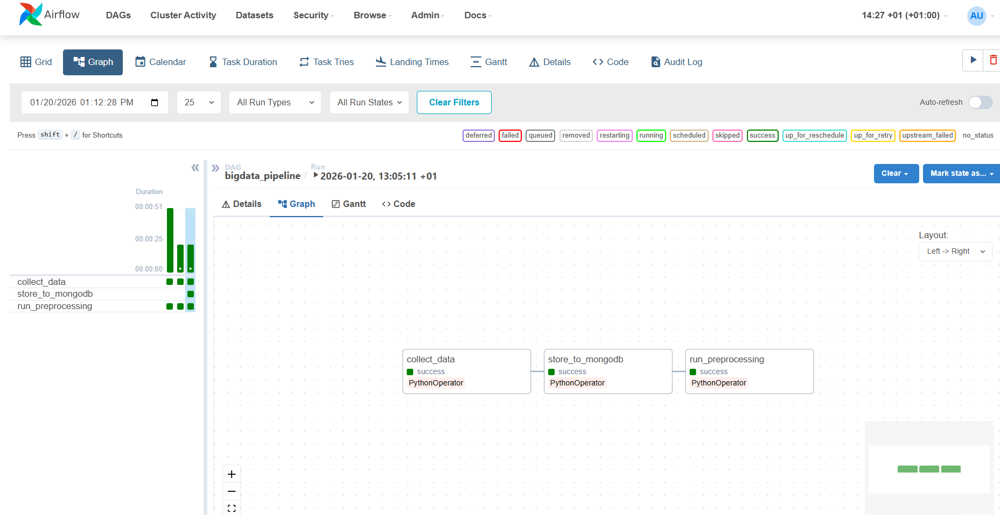 Airflow
DAGs Cluster Activity Datasets Security Browse Admin Docs 14:27 +01 (+01:00) AU
Grid Graph Calendar Task Duration Task Tries Landing Times Gantt Details Code Audit Log
01/20/2026 01:12:28 PM 25 All Run Types All Run States Clear Filters Auto-refresh
Press shift + / for Shortcuts deferred failed queued removed restarting running scheduled skipped success up_for_reschedule up_for_retry upstream_failed no_status
DAG Run
bigdata_pipeline / 2026-01-20, 13:05:11 +01 Clear Mark state as...
Duration
00:00:51
00:00:25
00:00:00
collect_data
store_to_mongodb
run_preprocessing
Details Graph Gantt Code
Layout:
Left -> Right
collect_data
success
PythonOperator
store_to_mongodb
success
PythonOperator
run_preprocessing
success
PythonOperator